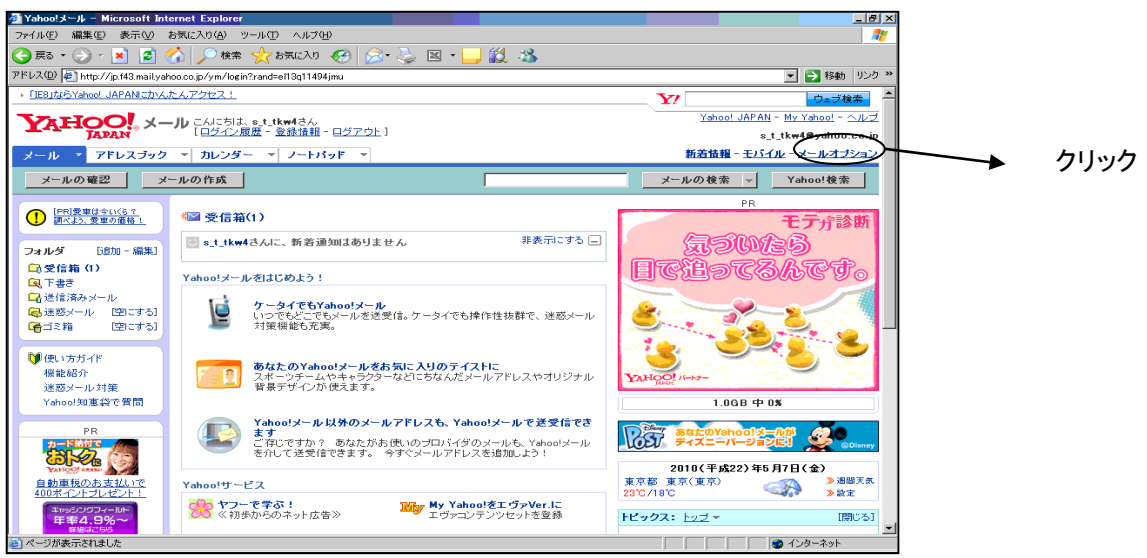 Yahoo!メール - Microsoft Internet Explorer
ファイル(F) 編集(E) 表示(V) お気に入り(A) ツール(T) ヘルプ(H)
戻る 検索 お気に入り
アドレス(D) http://jp.f43.mail.yahoo.co.jp/ym/login?rand=el13q11494jmu 移動 リンク »
「IE8」ならYahoo! JAPANにかんたんアクセス！
Y! ウェブ検索
YAHOO! JAPAN メール
こんにちは、s_t_tkw4さん
[ログイン履歴 - 登録情報 - ログアウト]
Yahoo! JAPAN - My Yahoo! - ヘルプ
s_t_tkw4@yahoo.co.jp
メール アドレスブック カレンダー ノートパッド
新着情報 - モバイル - メールオプション
クリック
メールの確認 メールの作成 メールの検索 Yahoo!検索
[PR]愛車は今いくら？
調べよう、愛車の価格！
フォルダ [追加 - 編集]
受信箱 (1)
下書き
送信済みメール
迷惑メール [空にする]
ゴミ箱 [空にする]
使い方ガイド
機能紹介
迷惑メール対策
Yahoo!知恵袋で質問
PR
カード納付で
おトクに
YAHOO!
自動車税のお支払いで
400ポイントプレゼント！
キャッシングフィールド
年率4.9%～
詳細はこちら
受信箱(1)
s_t_tkw4さんに、新着通知はありません 非表示にする
Yahoo!メールをはじめよう！
ケータイでもYahoo!メール
いつでもどこでもメールを送受信。ケータイでも操作性抜群で、迷惑メール
対策機能も充実。
あなたのYahoo!メールをお気に入りのテイストに
スポーツチームやキャラクターなどにちなんだメールアドレスやオリジナル
背景デザインが使えます。
Yahoo!メール以外のメールアドレスも、Yahoo!メールで送受信でき
ます
ご存じですか？ あなたがお使いのプロバイダのメールも、Yahoo!メール
を介して送受信できます。 今すぐメールアドレスを追加しよう！
Yahoo!サービス
ヤフーで学ぶ！
≪初歩からのネット広告≫
My My Yahoo!をエヴァVer.に
エヴァコンテンツセットを登録
PR
モテ力診断
気づいたら
目で追ってるんです。
YAHOO! JAPAN パートナー
1.0GB 中 0%
Disney POST あなたのYahoo!メールが
ディズニーバージョンに！
©Disney
2010(平成22)年5月7日(金)
東京都 東京(東京)
23℃/18℃
週間天気
設定
トピックス: トップ [閉じる]
ページが表示されました インターネット